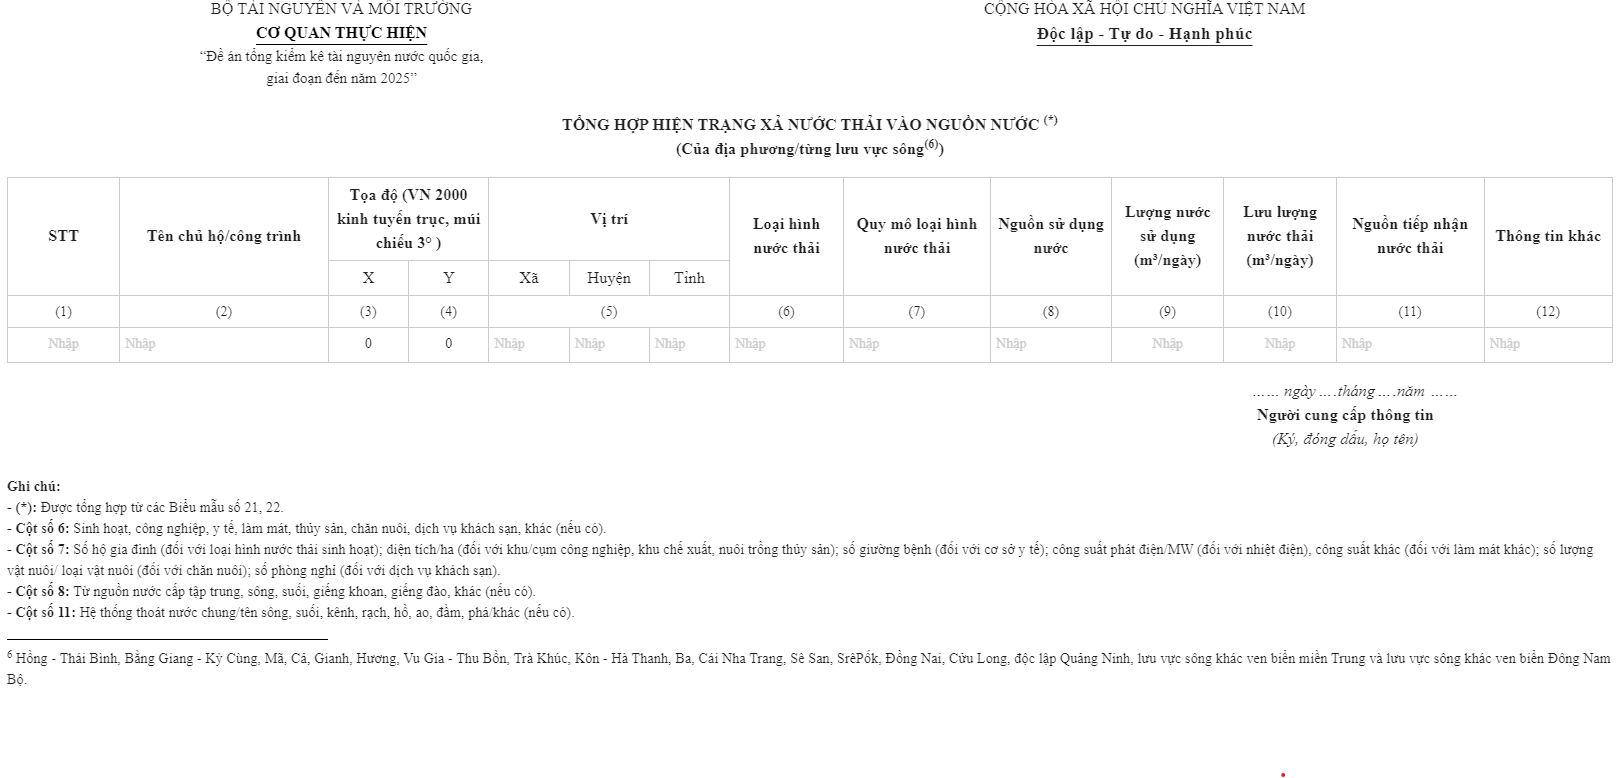 BỘ TÀI NGUYÊN VÀ MÔI TRƯỜNG
CƠ QUAN THỰC HIỆN
“Đề án tổng kiểm kê tài nguyên nước quốc gia,
giai đoạn đến năm 2025”
CỘNG HÒA XÃ HỘI CHỦ NGHĨA VIỆT NAM
Độc lập - Tự do - Hạnh phúc
TỔNG HỢP HIỆN TRẠNG XẢ NƯỚC THẢI VÀO NGUỒN NƯỚC (*)
(Của địa phương/từng lưu vực sông(6))
STT
Tên chủ hộ/công trình
Tọa độ (VN 2000
kinh tuyến trục, múi
chiếu 3° )
Vị trí
Loại hình
nước thải
Quy mô loại hình
nước thải
Nguồn sử dụng
nước
Lượng nước
sử dụng
(m³/ngày)
Lưu lượng
nước thải
(m³/ngày)
Nguồn tiếp nhận
nước thải
Thông tin khác
X Y Xã Huyện Tỉnh
(1) (2) (3) (4) (5) (6) (7) (8) (9) (10) (11) (12)
Nhập Nhập 0 0 Nhập Nhập Nhập Nhập Nhập Nhập Nhập Nhập Nhập Nhập
…… ngày ….tháng ….năm ……
Người cung cấp thông tin
(Ký, đóng dấu, họ tên)
Ghi chú:
- (*): Được tổng hợp từ các Biểu mẫu số 21, 22.
- Cột số 6: Sinh hoạt, công nghiệp, y tế, làm mát, thủy sản, chăn nuôi, dịch vụ khách sạn, khác (nếu có).
- Cột số 7: Số hộ gia đình (đối với loại hình nước thải sinh hoạt); diện tích/ha (đối với khu/cụm công nghiệp, khu chế xuất, nuôi trồng thủy sản); số giường bệnh (đối với cơ sở y tế); công suất phát điện/MW (đối với nhiệt điện), công suất khác (đối với làm mát khác); số lượng
vật nuôi/ loại vật nuôi (đối với chăn nuôi); số phòng nghỉ (đối với dịch vụ khách sạn).
- Cột số 8: Từ nguồn nước cấp tập trung, sông, suối, giếng khoan, giếng đào, khác (nếu có).
- Cột số 11: Hệ thống thoát nước chung/tên sông, suối, kênh, rạch, hồ, ao, đầm, phá/khác (nếu có).
6 Hồng - Thái Bình, Bằng Giang - Kỳ Cùng, Mã, Cả, Gianh, Hương, Vu Gia - Thu Bồn, Trà Khúc, Kôn - Hà Thanh, Ba, Cái Nha Trang, Sê San, SrêPốk, Đồng Nai, Cửu Long, độc lập Quảng Ninh, lưu vực sông khác ven biển miền Trung và lưu vực sông khác ven biển Đông Nam
Bộ.